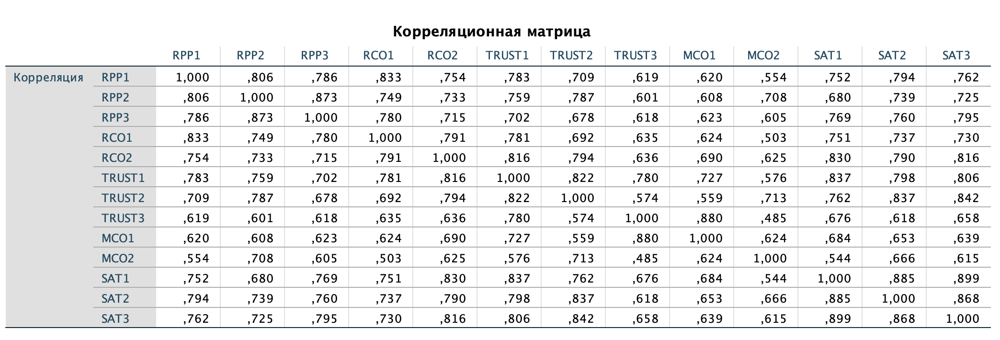 Корреляционная матрица
RPP1 RPP2 RPP3 RCO1 RCO2 TRUST1 TRUST2 TRUST3 MCO1 MCO2 SAT1 SAT2 SAT3
Корреляция RPP1 1,000 ,806 ,786 ,833 ,754 ,783 ,709 ,619 ,620 ,554 ,752 ,794 ,762
RPP2 ,806 1,000 ,873 ,749 ,733 ,759 ,787 ,601 ,608 ,708 ,680 ,739 ,725
RPP3 ,786 ,873 1,000 ,780 ,715 ,702 ,678 ,618 ,623 ,605 ,769 ,760 ,795
RCO1 ,833 ,749 ,780 1,000 ,791 ,781 ,692 ,635 ,624 ,503 ,751 ,737 ,730
RCO2 ,754 ,733 ,715 ,791 1,000 ,816 ,794 ,636 ,690 ,625 ,830 ,790 ,816
TRUST1 ,783 ,759 ,702 ,781 ,816 1,000 ,822 ,780 ,727 ,576 ,837 ,798 ,806
TRUST2 ,709 ,787 ,678 ,692 ,794 ,822 1,000 ,574 ,559 ,713 ,762 ,837 ,842
TRUST3 ,619 ,601 ,618 ,635 ,636 ,780 ,574 1,000 ,880 ,485 ,676 ,618 ,658
MCO1 ,620 ,608 ,623 ,624 ,690 ,727 ,559 ,880 1,000 ,624 ,684 ,653 ,639
MCO2 ,554 ,708 ,605 ,503 ,625 ,576 ,713 ,485 ,624 1,000 ,544 ,666 ,615
SAT1 ,752 ,680 ,769 ,751 ,830 ,837 ,762 ,676 ,684 ,544 1,000 ,885 ,899
SAT2 ,794 ,739 ,760 ,737 ,790 ,798 ,837 ,618 ,653 ,666 ,885 1,000 ,868
SAT3 ,762 ,725 ,795 ,730 ,816 ,806 ,842 ,658 ,639 ,615 ,899 ,868 1,000